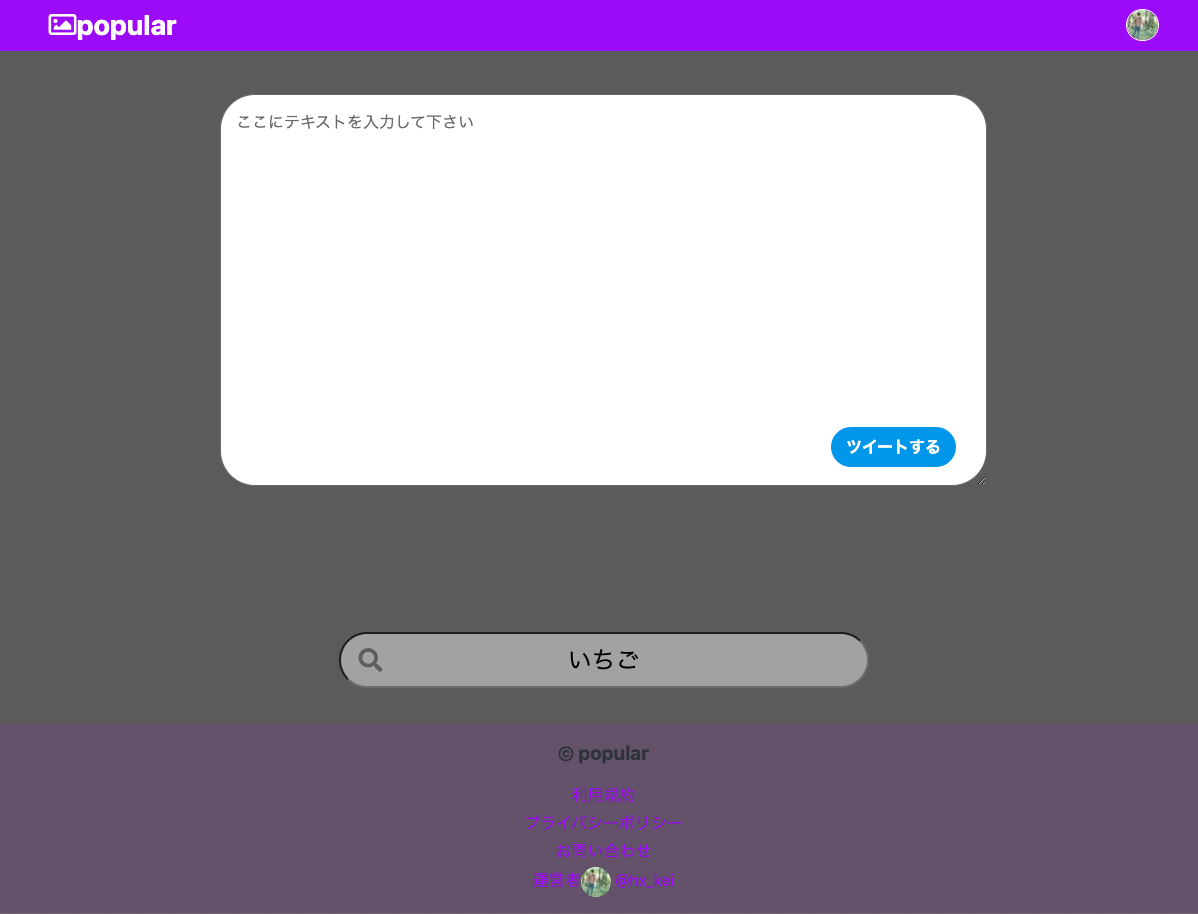 popular
ここにテキストを入力して下さい
ツイートする
いちご
© popular
利用規約
プライバシーポリシー
お問い合わせ
運営者 @hx_kei